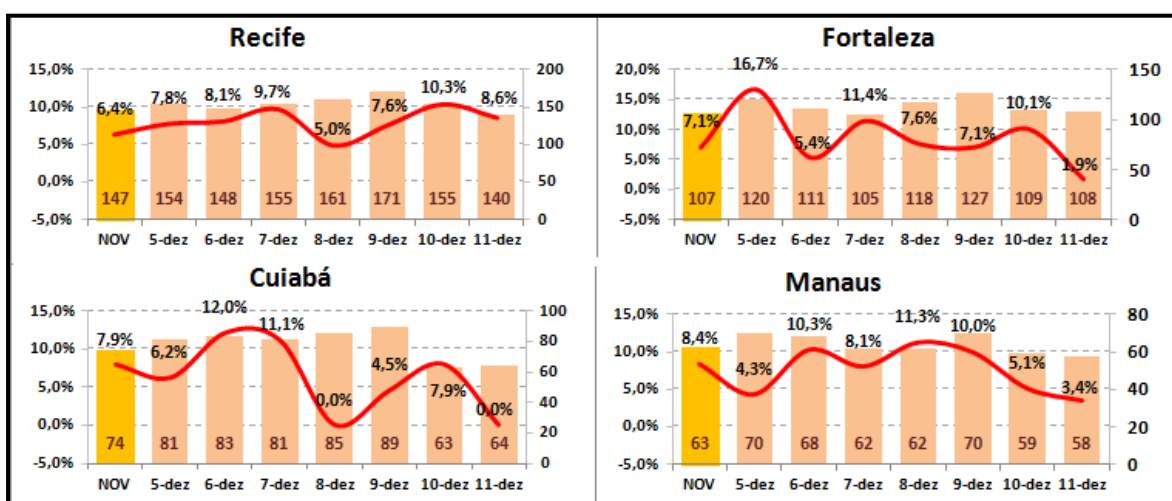 Recife
15,0%
10,0%
5,0%
0,0%
-5,0%
6,4% 7,8% 8,1% 9,7% 5,0% 7,6% 10,3% 8,6%
147 154 148 155 161 171 155 140
200
150
100
50
0
NOV 5-dez 6-dez 7-dez 8-dez 9-dez 10-dez 11-dez
Fortaleza
20,0%
15,0%
10,0%
5,0%
0,0%
-5,0%
7,1% 16,7% 5,4% 11,4% 7,6% 7,1% 10,1% 1,9%
107 120 111 105 118 127 109 108
150
100
50
0
NOV 5-dez 6-dez 7-dez 8-dez 9-dez 10-dez 11-dez
Cuiabá
15,0%
10,0%
5,0%
0,0%
-5,0%
7,9% 6,2% 12,0% 11,1% 0,0% 4,5% 7,9% 0,0%
74 81 83 81 85 89 63 64
100
80
60
40
20
0
NOV 5-dez 6-dez 7-dez 8-dez 9-dez 10-dez 11-dez
Manaus
15,0%
10,0%
5,0%
0,0%
-5,0%
8,4% 4,3% 10,3% 8,1% 11,3% 10,0% 5,1% 3,4%
63 70 68 62 62 70 59 58
80
60
40
20
0
NOV 5-dez 6-dez 7-dez 8-dez 9-dez 10-dez 11-dez